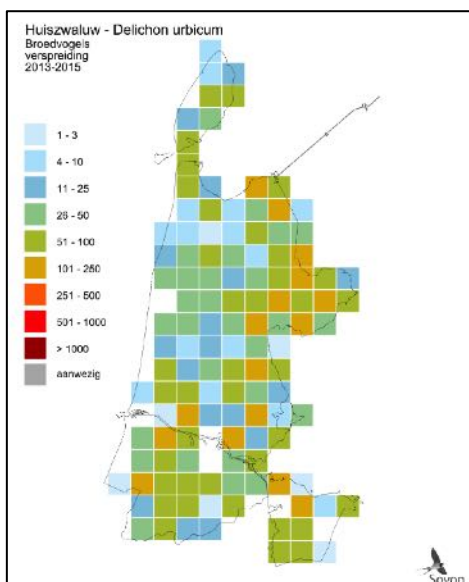 Huiszwaluw - Delichon urbicum
Broedvogels
verspreiding
2013-2015
1 - 3
4 - 10
11 - 25
26 - 50
51 - 100
101 - 250
251 - 500
501 - 1000
> 1000
aanwezig